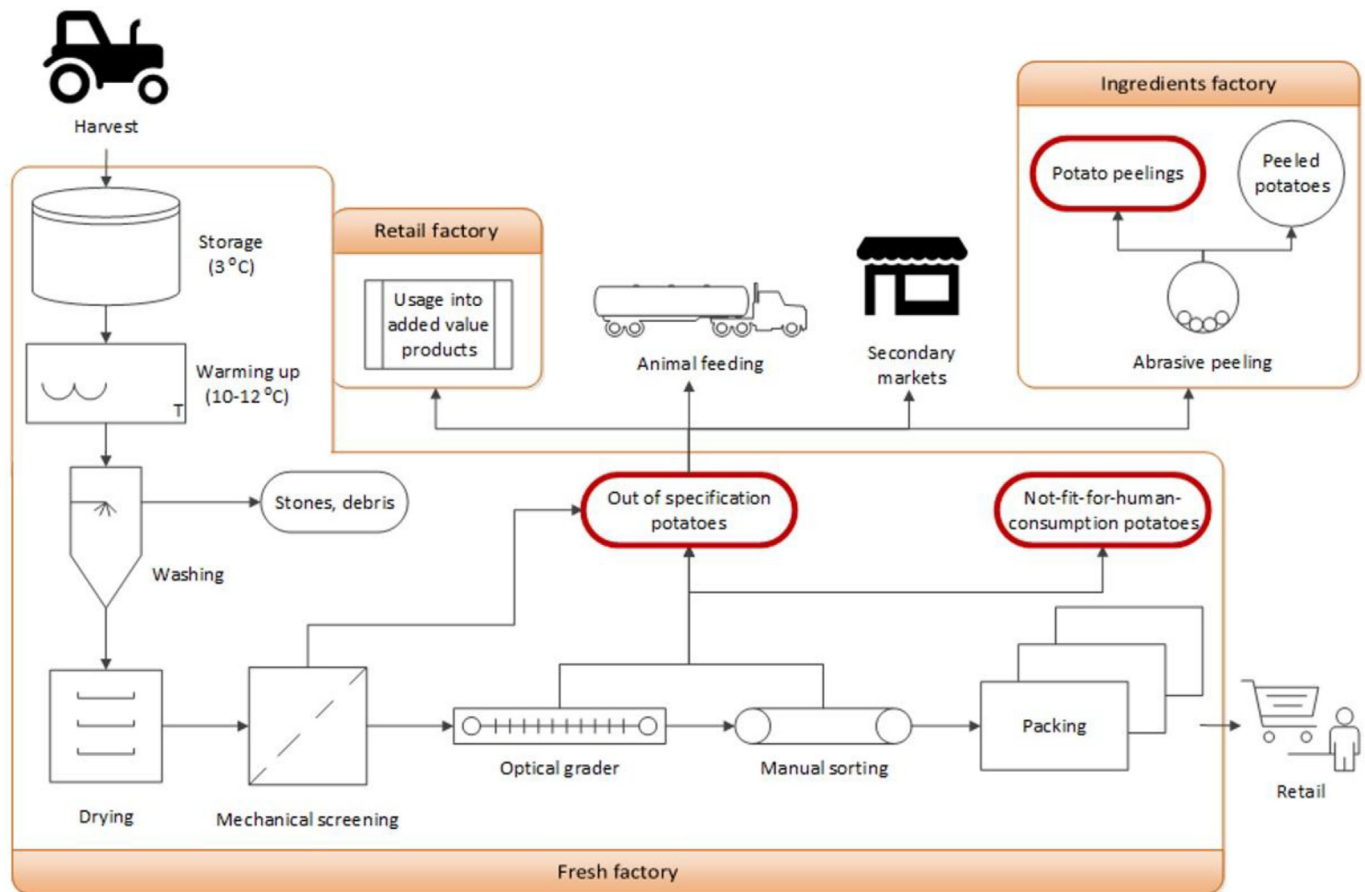 Harvest
Ingredients factory
Potato peelings
Peeled
potatoes
Abrasive peeling
Retail factory
Usage into
added value
products
Storage
(3 °C)
Animal feeding
Secondary
markets
Warming up
(10-12 °C)
T
Stones, debris
Washing
Out of specification
potatoes
Not-fit-for-human-
consumption potatoes
Drying
Mechanical screening
Optical grader
Manual sorting
Packing
Retail
Fresh factory